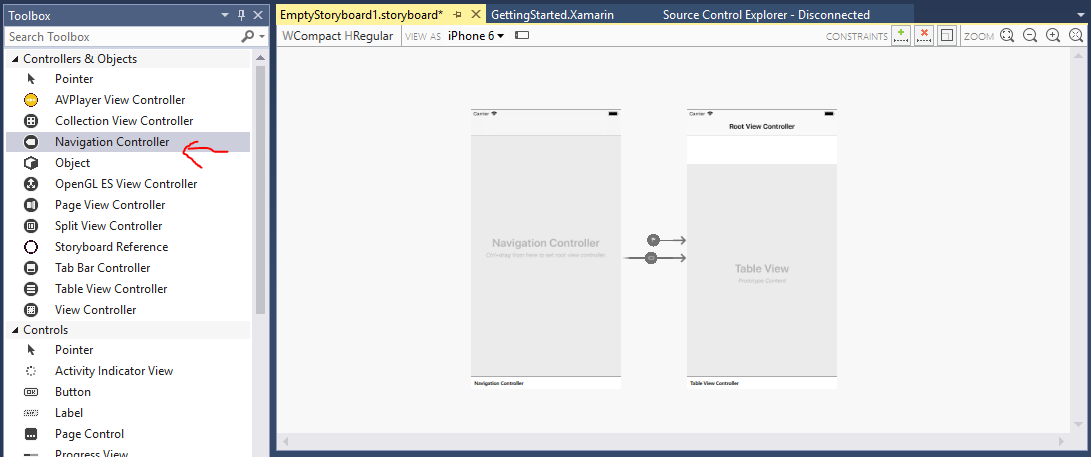 Toolbox
Search Toolbox
Controllers & Objects
Pointer
AVPlayer View Controller
Collection View Controller
Navigation Controller
Object
OpenGL ES View Controller
Page View Controller
Split View Controller
Storyboard Reference
Tab Bar Controller
Table View Controller
View Controller
Controls
Pointer
Activity Indicator View
Button
Label
Page Control
Progress View
EmptyStoryboard1.storyboard* GettingStarted.Xamarin Source Control Explorer - Disconnected
WCompact HRegular VIEW AS iPhone 6 CONSTRAINTS ZOOM
Carrier
Navigation Controller
Ctrl+drag from here to set root view controller.
Navigation Controller
Carrier
Root View Controller
Table View
Prototype Content
Table View Controller